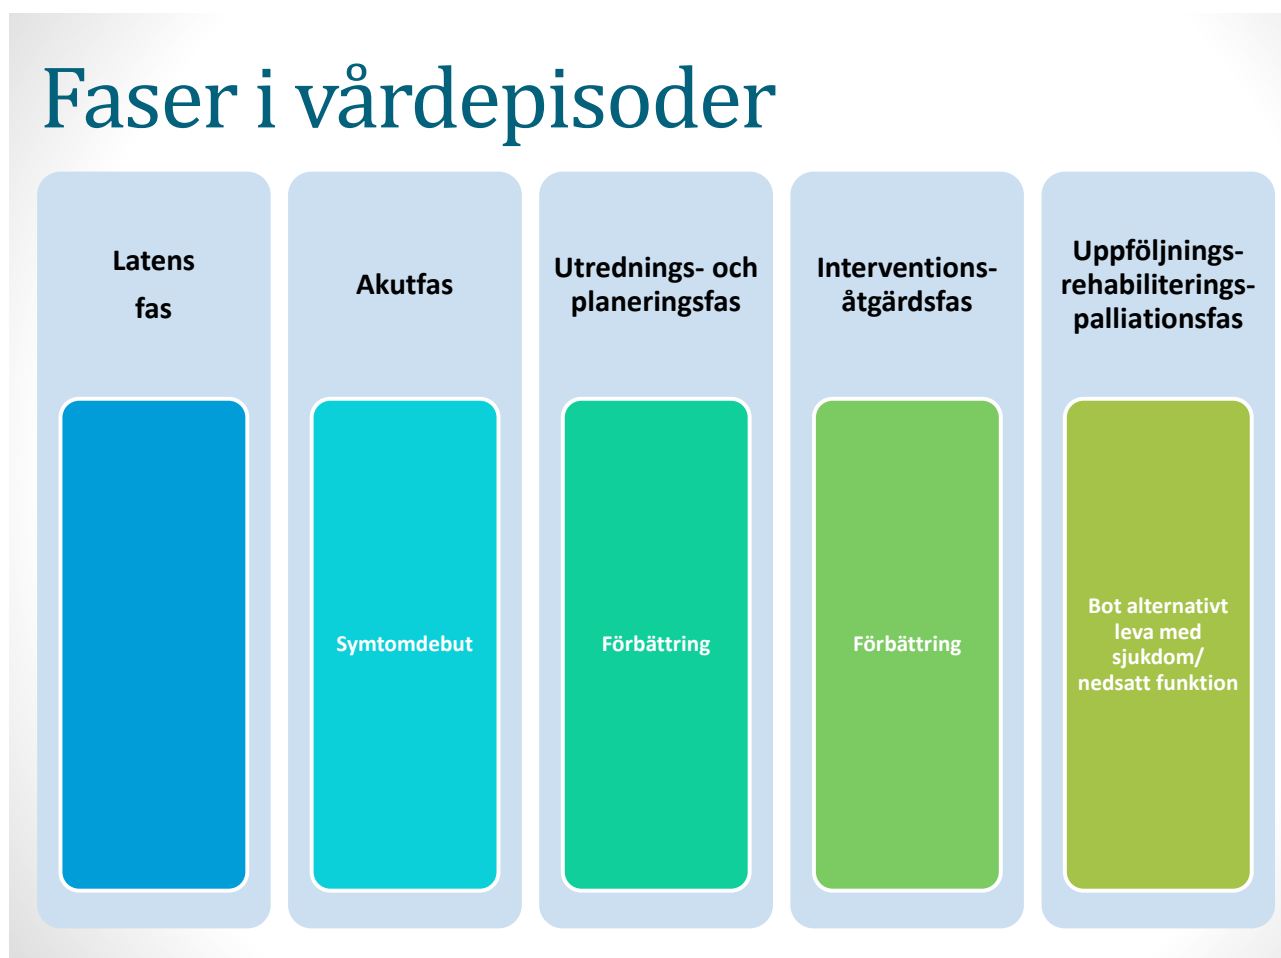 Faser i vårdepisoder
Latens
fas
Akutfas
Utrednings- och
planeringsfas
Interventions-
åtgärdsfas
Uppföljnings-
rehabiliterings-
palliationsfas
Symtomdebut
Förbättring
Förbättring
Bot alternativt
leva med
sjukdom/
nedsatt funktion